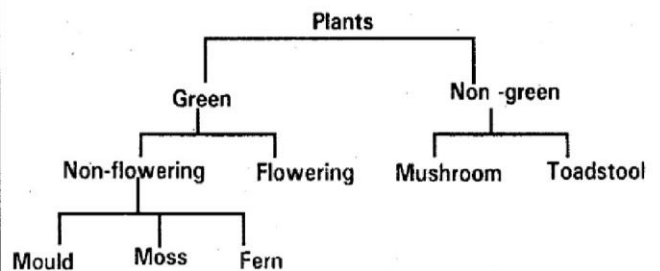 Plants
Green Non -green
Non-flowering Flowering Mushroom Toadstool
Mould Moss Fern